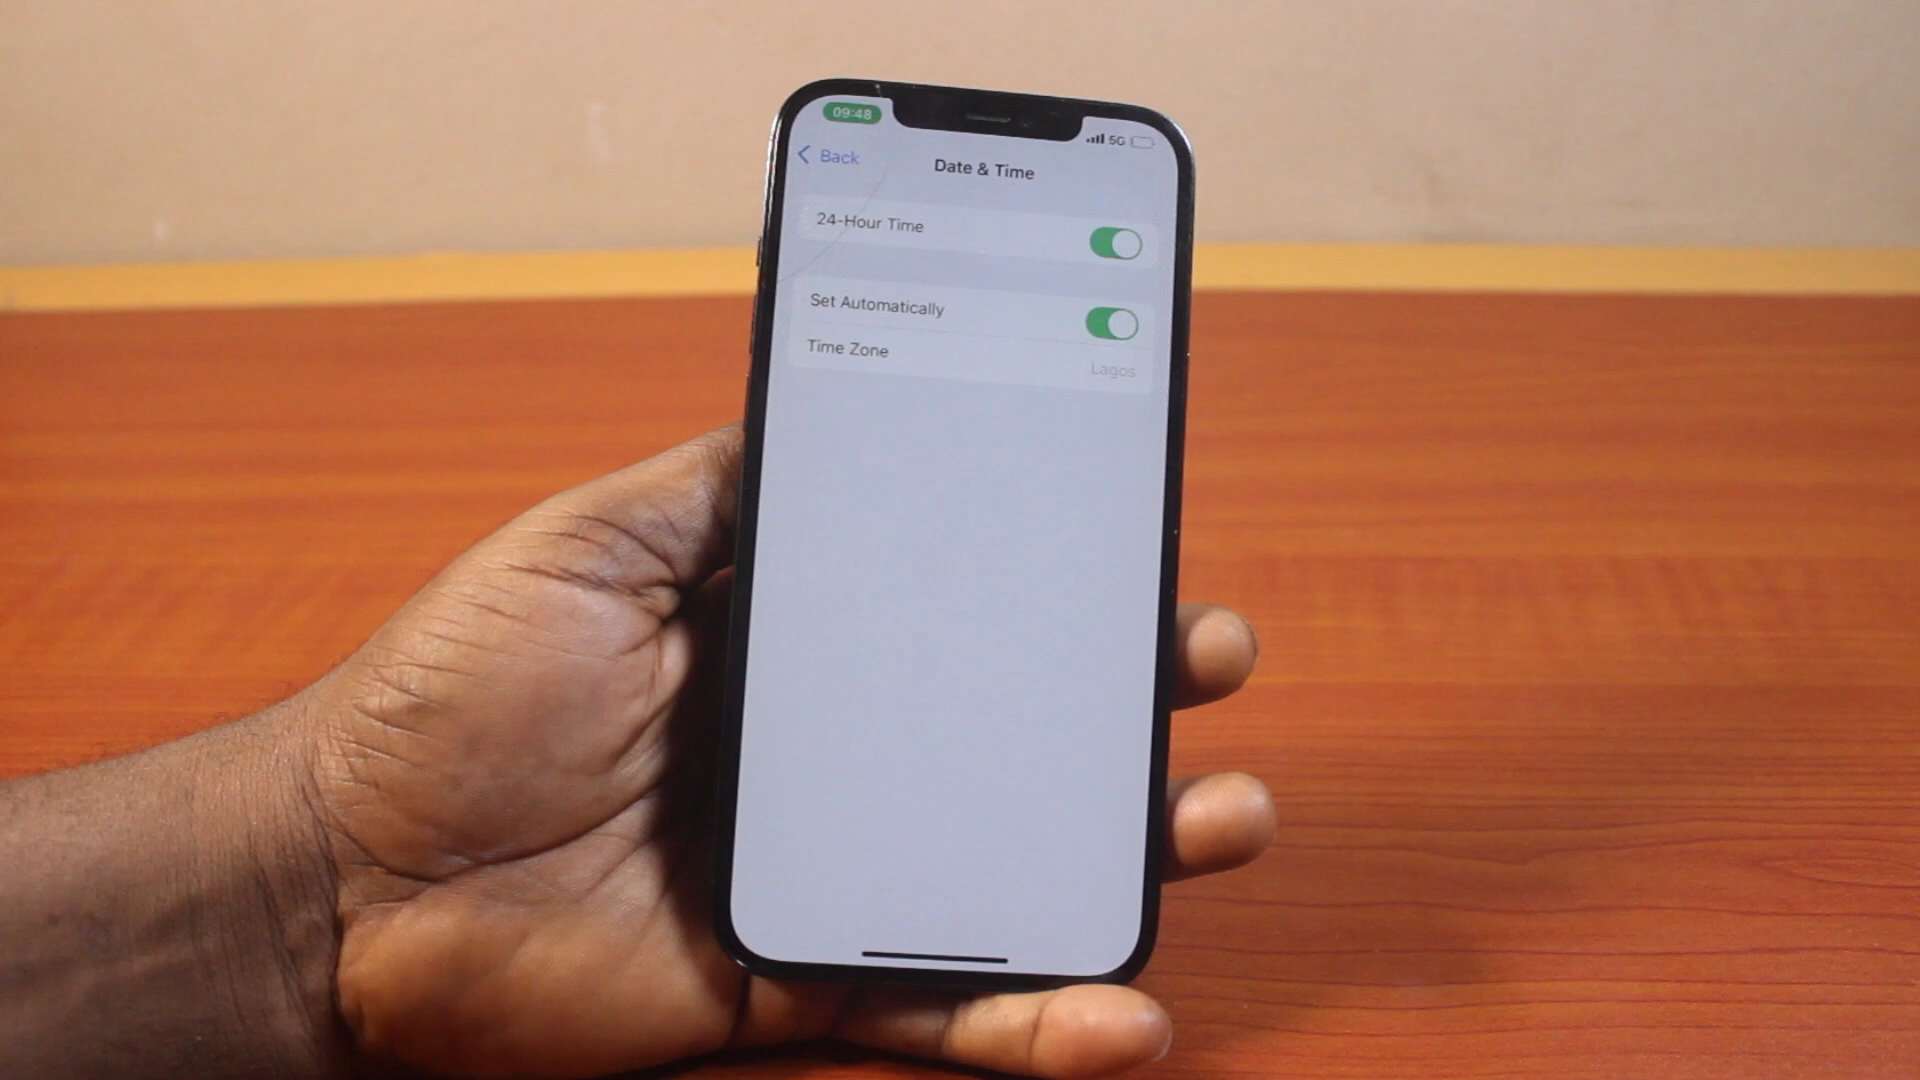 09:48
5G
Back
Date & Time
24-Hour Time
Set Automatically
Time Zone
Lagos